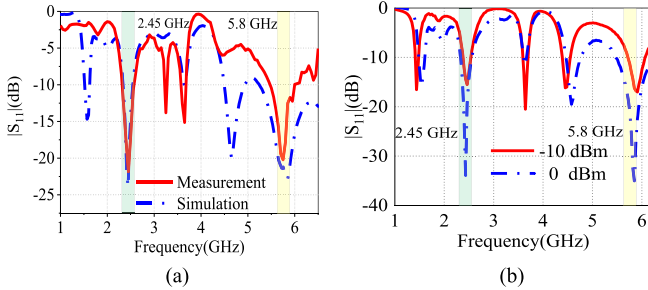 2.45 GHz
5.8 GHz
|S11|(dB)
0
-5
-10
-15
-20
-25
Measurement
Simulation
1 2 3 4 5 6
Frequency(GHz)
(a)
|S11|(dB)
0
-10
-20
-30
-40
2.45 GHz
5.8 GHz
-10 dBm
0 dBm
1 2 3 4 5 6
Frequency(GHz)
(b)